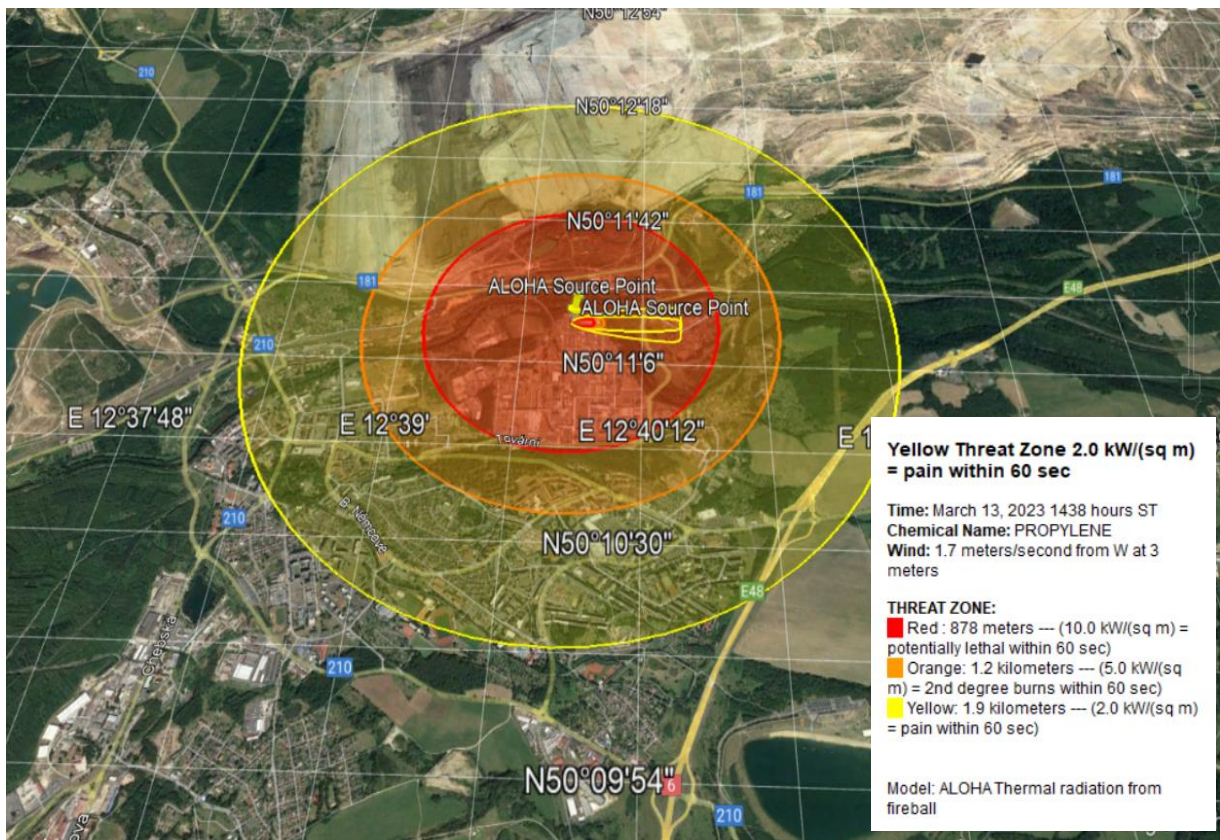 N50°12'54"
210
N50°12'18"
181
181
N50°11'42"
181
ALOHA Source Point
E48
ALOHA Source Point
210
N50°11'6"
E 12°37'48"
E 12°39'
E 12°40'12"
E 1
Tovární
Yellow Threat Zone 2.0 kW/(sq m)
= pain within 60 sec
210
B. Němcové
Time: March 13, 2023 1438 hours ST
Chemical Name: PROPYLENE
Wind: 1.7 meters/second from W at 3
meters
N50°10'30"
E48
THREAT ZONE:
Red : 878 meters --- (10.0 kW/(sq m) =
potentially lethal within 60 sec)
Orange: 1.2 kilometers --- (5.0 kW/(sq
m) = 2nd degree burns within 60 sec)
Yellow: 1.9 kilometers --- (2.0 kW/(sq m)
= pain within 60 sec)
Chebská
210
N50°09'54"
6
210
Model: ALOHA Thermal radiation from
fireball
ova